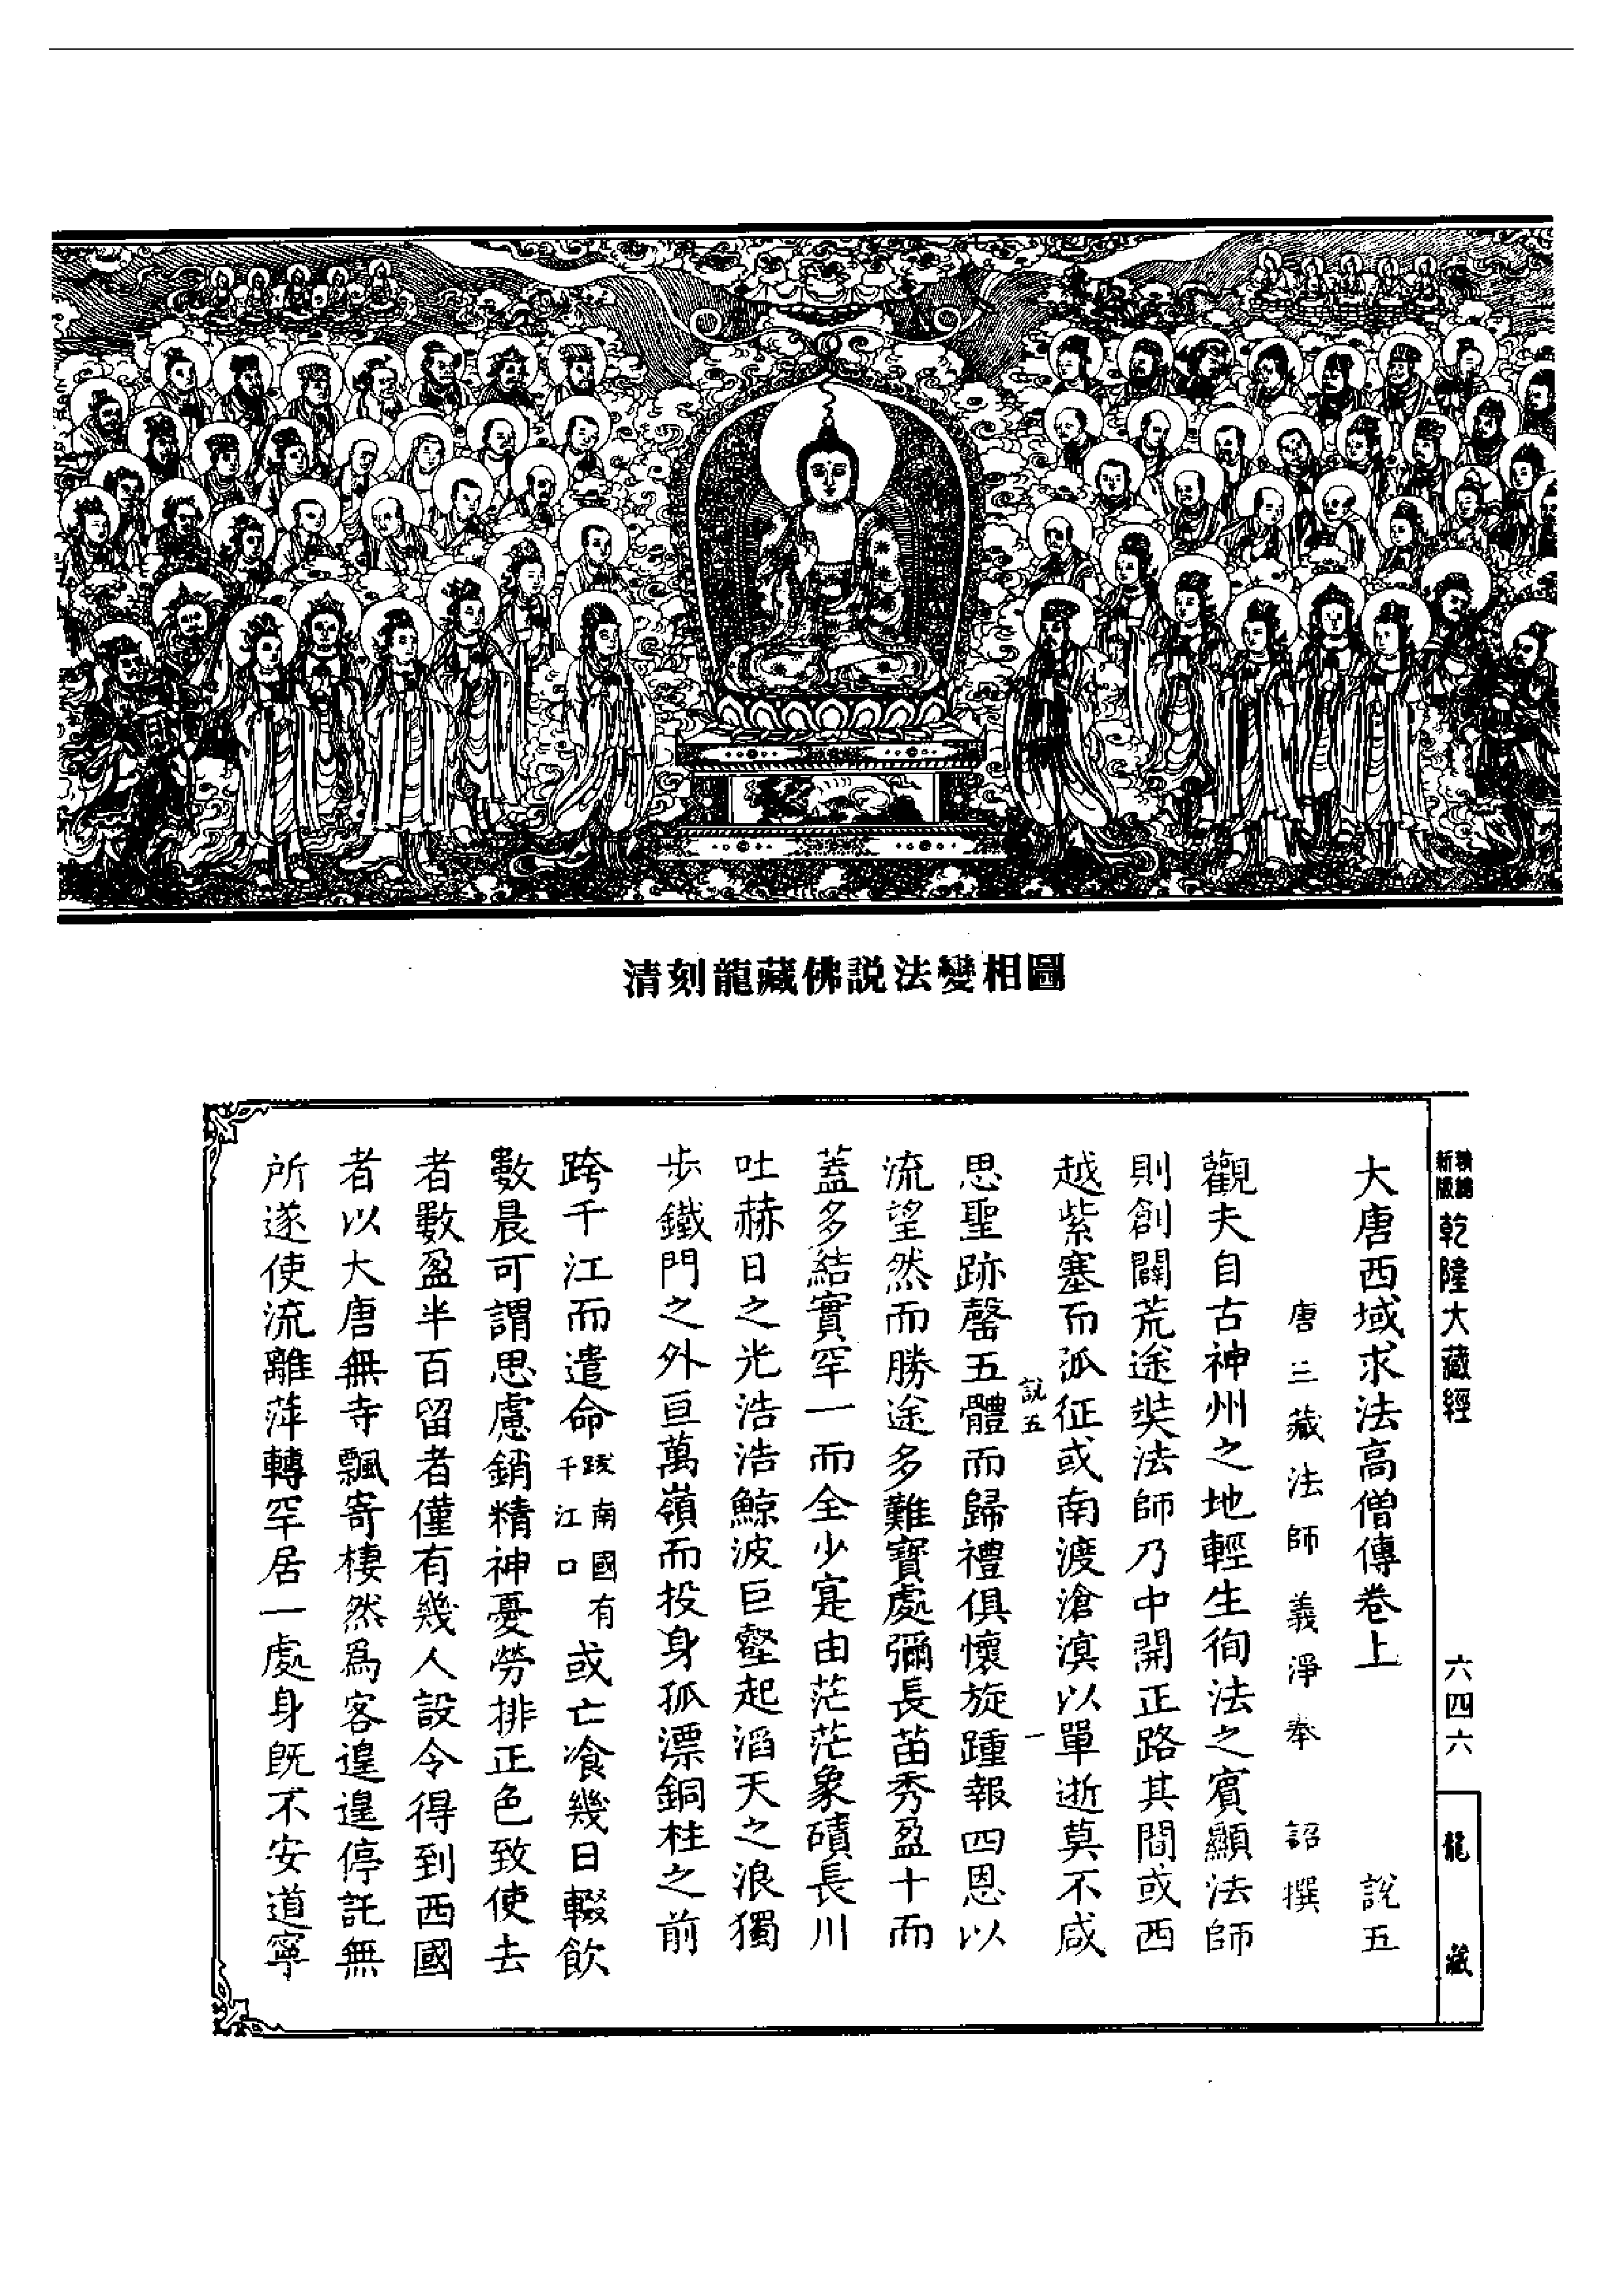 清刻龍藏佛説法變相圖
新版
乾隆大藏經
六四六
龍藏
大唐西域求法高僧傳卷上 説五
唐三藏法師義淨奉 詔撰
觀夫自古神州之地輕生徇法之賓顯法師
則創闢荒途奘法師乃中開正路其間或西
越紫塞而孤征或南渡滄溟以單逝莫不咸
説五 一
思聖跡罄五體而歸禮俱懷旋踵報四恩以
流望然而勝途多難寶處彌長苗秀盈十而
蓋多結實罕一而全少寔由茫茫象磧長川
吐赫日之光浩浩鯨波巨壑起滔天之浪獨
步鐵門之外亘萬嶺而投身孤漂銅柱之前
跨千江而遣命跋南國有千江口或亡飡幾日輟飲
數晨可謂思慮銷精神憂勞排正色致使去
者數盈半百留者僅有幾人設令得到西國
者以大唐無寺飄寄棲然爲客遑遑停託無
所遂使流離萍轉罕居一處身既不安道寧